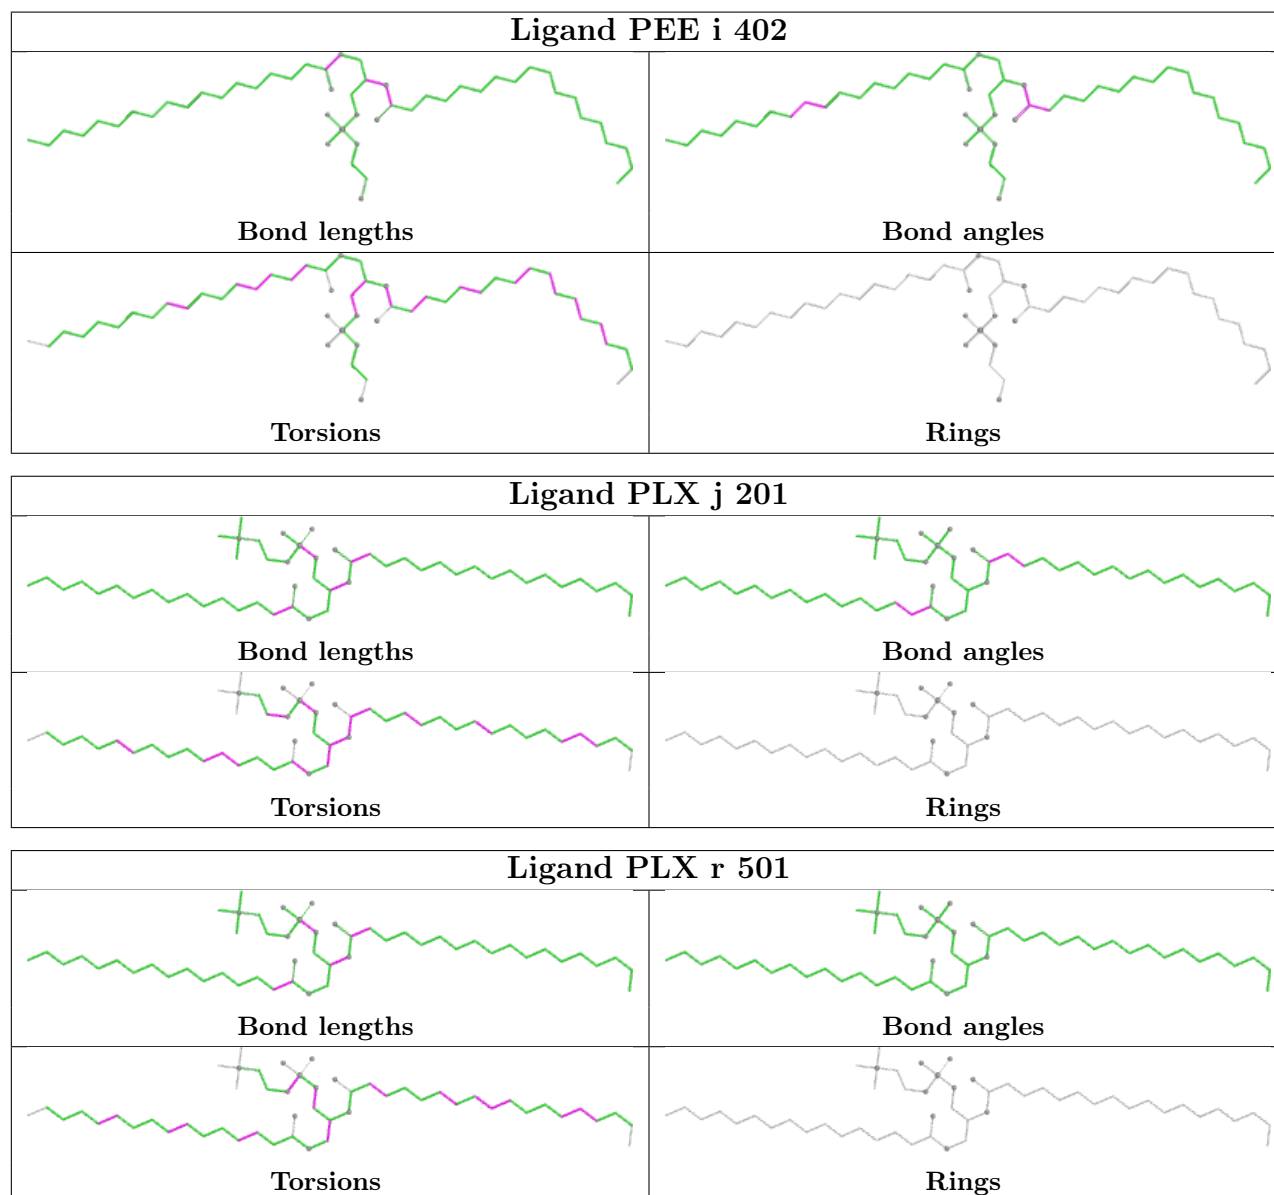 Ligand PEE i 402
Bond lengths
Bond angles
Torsions
Rings
Ligand PLX j 201
Bond lengths
Bond angles
Torsions
Rings
Ligand PLX r 501
Bond lengths
Bond angles
Torsions
Rings